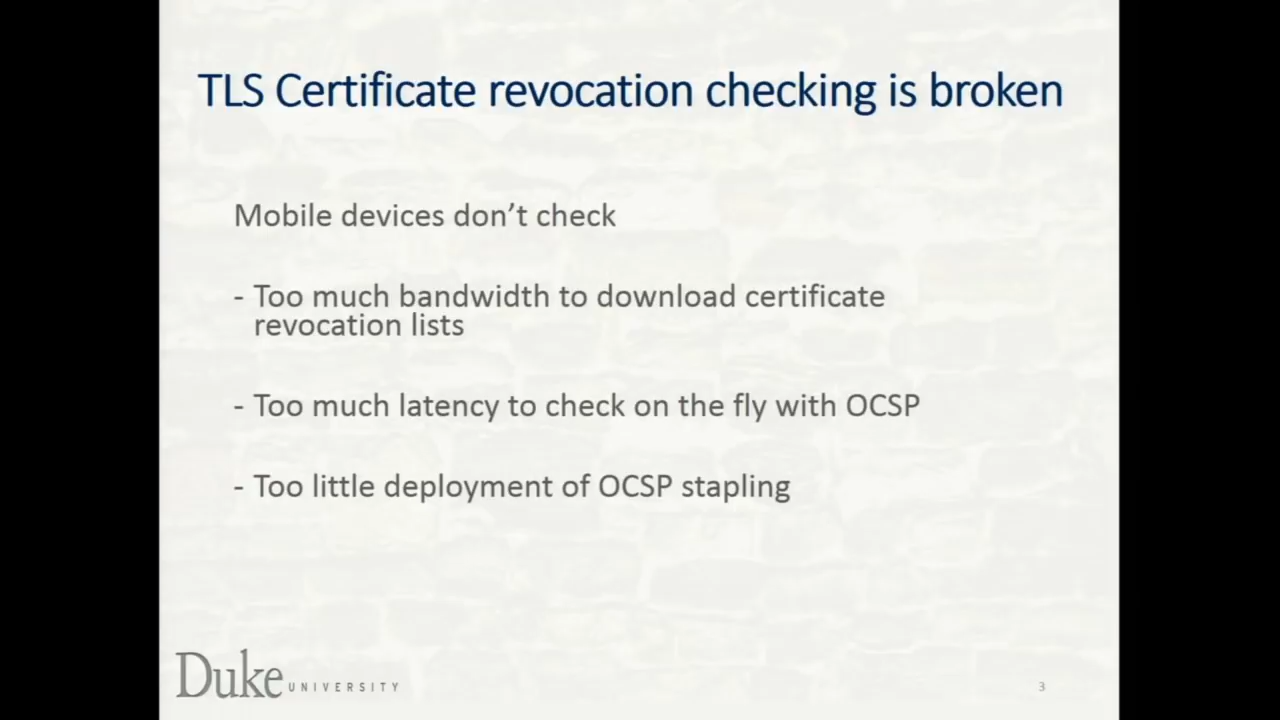 TLS Certificate revocation checking is broken
Mobile devices don't check
- Too much bandwidth to download certificate
revocation lists
- Too much latency to check on the fly with OCSP
- Too little deployment of OCSP stapling
Duke UNIVERSITY
3